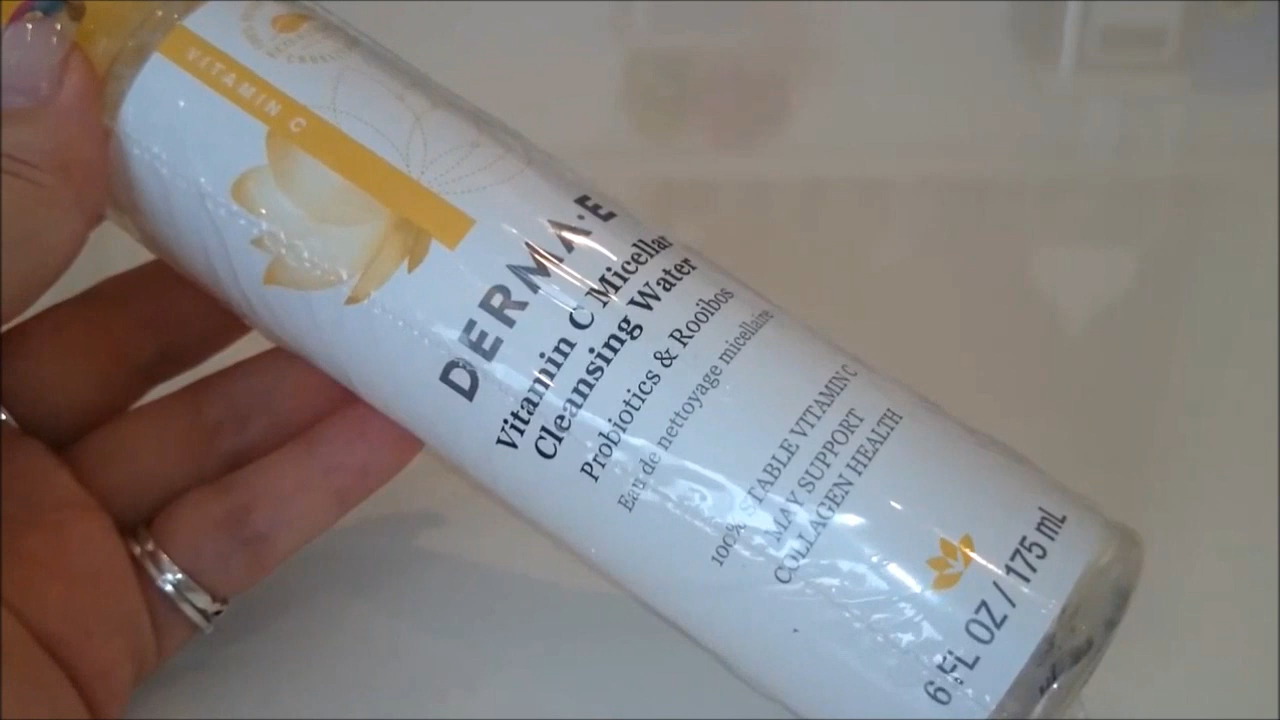 VITAMIN C
DERMA·E
Vitamin C Micellar
Cleansing Water
Probiotics & Rooibos
Eau de nettoyage micellaire
100% STABLE VITAMIN C
MAY SUPPORT
COLLAGEN HEALTH
6 FL OZ / 175 mL